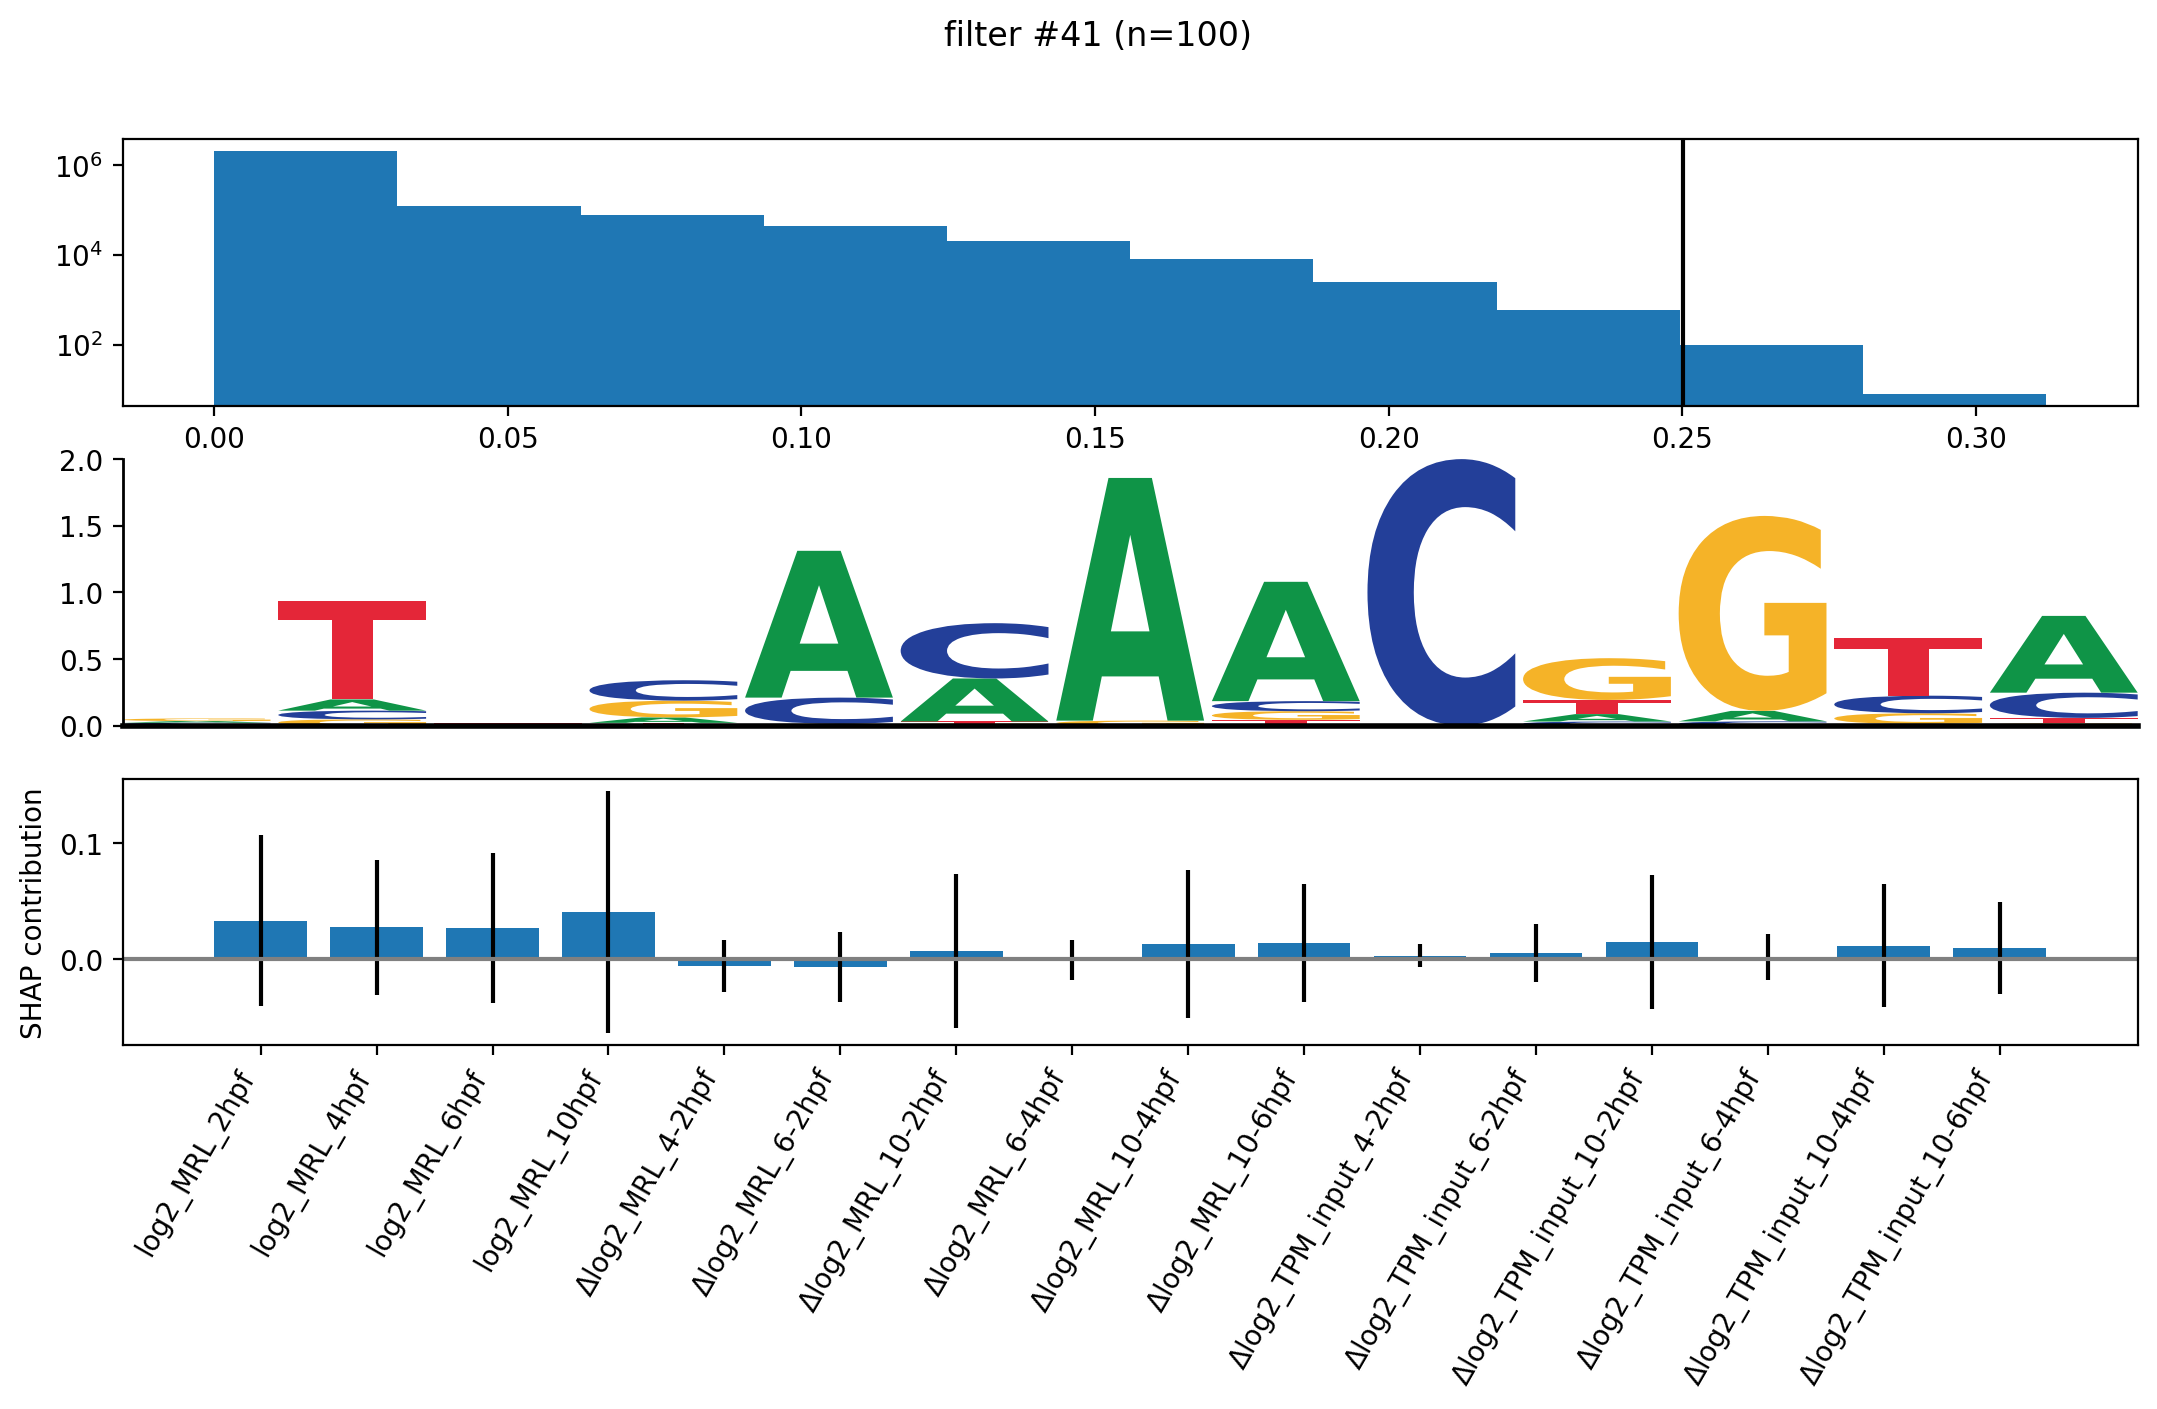 filter #41 (n=100)
10⁶
10⁴
10²
0.00 0.05 0.10 0.15 0.20 0.25 0.30
2.0
1.5
1.0
0.5
0.0
T A C G C G A A C C A A A C G T C G T A G A T C G A C T
SHAP contribution
0.1
0.0
log2_MRL_2hpf
log2_MRL_4hpf
log2_MRL_6hpf
log2_MRL_10hpf
Δlog2_MRL_4-2hpf
Δlog2_MRL_6-2hpf
Δlog2_MRL_10-2hpf
Δlog2_MRL_6-4hpf
Δlog2_MRL_10-4hpf
Δlog2_MRL_10-6hpf
Δlog2_TPM_input_4-2hpf
Δlog2_TPM_input_6-2hpf
Δlog2_TPM_input_10-2hpf
Δlog2_TPM_input_6-4hpf
Δlog2_TPM_input_10-4hpf
Δlog2_TPM_input_10-6hpf